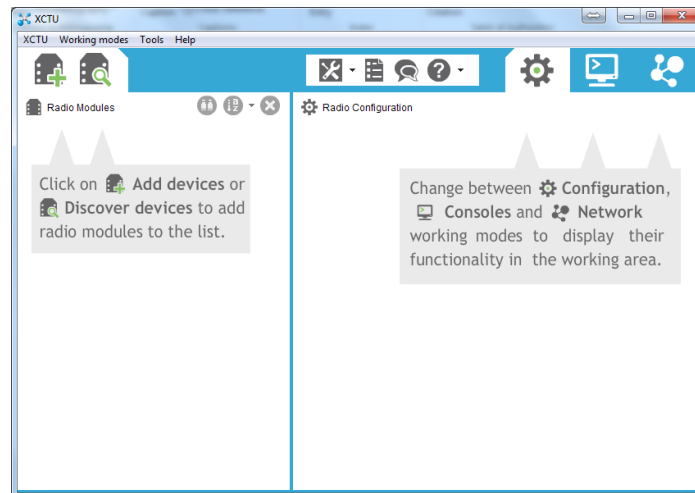 XCTU
XCTU Working modes Tools Help
Radio Modules
Radio Configuration
Click on Add devices or
Discover devices to add
radio modules to the list.
Change between Configuration,
Consoles and Network
working modes to display their
functionality in the working area.